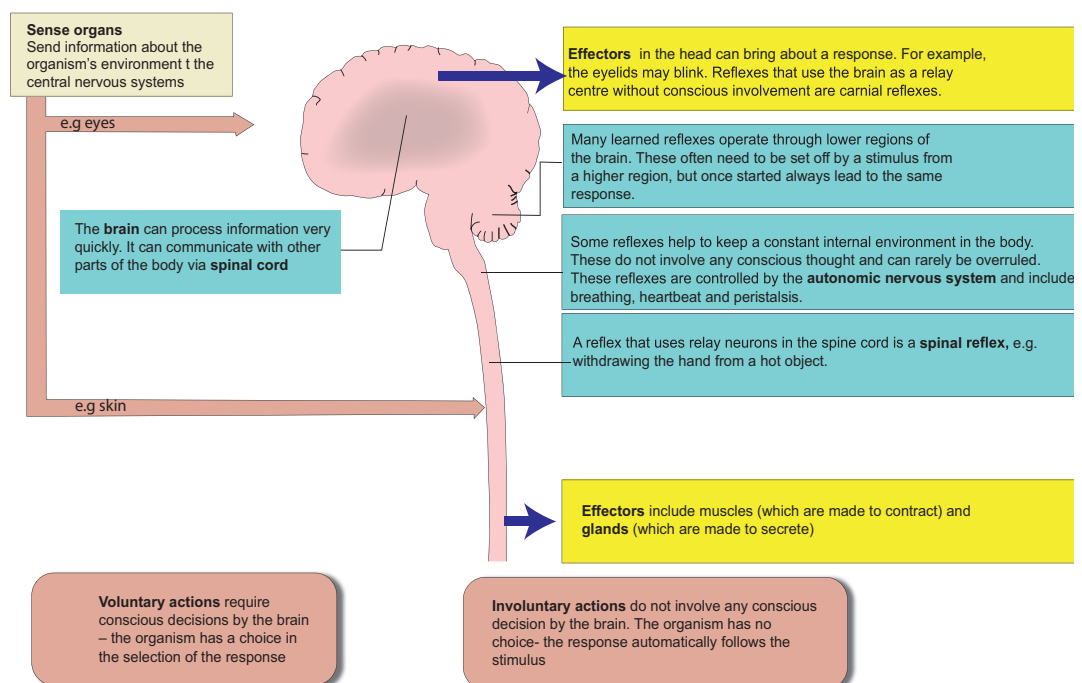 Sense organs
Send information about the
organism's environment t the
central nervous systems
e.g eyes
Effectors in the head can bring about a response. For example,
the eyelids may blink. Reflexes that use the brain as a relay
centre without conscious involvement are carnial reflexes.
Many learned reflexes operate through lower regions of
the brain. These often need to be set off by a stimulus from
a higher region, but once started always lead to the same
response.
The brain can process information very
quickly. It can communicate with other
parts of the body via spinal cord
Some reflexes help to keep a constant internal environment in the body.
These do not involve any conscious thought and can rarely be overruled.
These reflexes are controlled by the autonomic nervous system and include
breathing, heartbeat and peristalsis.
A reflex that uses relay neurons in the spine cord is a spinal reflex, e.g.
withdrawing the hand from a hot object.
e.g skin
Effectors include muscles (which are made to contract) and
glands (which are made to secrete)
Voluntary actions require
conscious decisions by the brain
– the organism has a choice in
the selection of the response
Involuntary actions do not involve any conscious
decision by the brain. The organism has no
choice- the response automatically follows the
stimulus